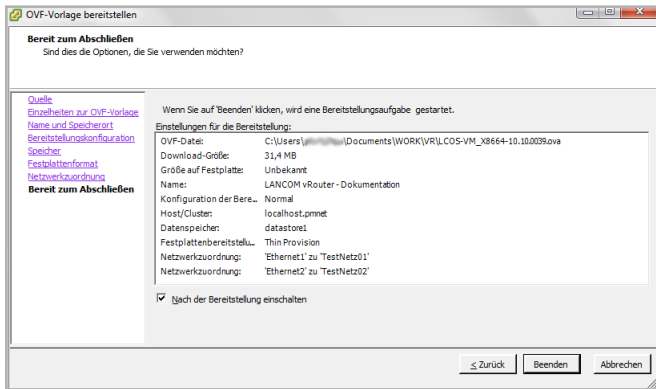 OVF-Vorlage bereitstellen
Bereit zum Abschließen
Sind dies die Optionen, die Sie verwenden möchten?
Quelle
Einzelheiten zur OVF-Vorlage
Name und Speicherort
Bereitstellungskonfiguration
Speicher
Festplattenformat
Netzwerkzuordnung
Bereit zum Abschließen
Wenn Sie auf 'Beenden' klicken, wird eine Bereitstellungsaufgabe gestartet.
Einstellungen für die Bereitstellung:
OVF-Datei: C:\Users\ \Documents\WORK\VR\LCOS-VM_X8664-10.10.0039.ova
Download-Größe: 31,4 MB
Größe auf Festplatte: Unbekannt
Name: LANCOM vRouter - Dokumentation
Konfiguration der Bere... Normal
Host/Cluster: localhost.pmnet
Datenspeicher: datastore1
Festplattenbereitstellu... Thin Provision
Netzwerkzuordnung: 'Ethernet1' zu 'TestNetz01'
Netzwerkzuordnung: 'Ethernet2' zu 'TestNetz02'
Nach der Bereitstellung einschalten
< Zurück Beenden Abbrechen